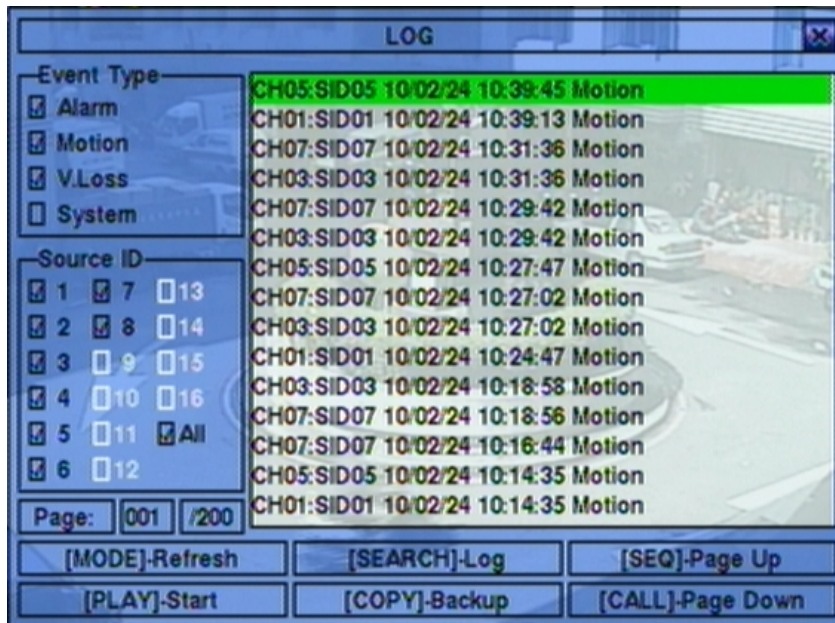 LOG
Event Type
Alarm
Motion
V.Loss
System
Source ID
1 7 13
2 8 14
3 9 15
4 10 16
5 11 All
6 12
Page: 001 /200
CH05:SID05 10/02/24 10:39:45 Motion
CH01:SID01 10/02/24 10:39:13 Motion
CH07:SID07 10/02/24 10:31:36 Motion
CH03:SID03 10/02/24 10:31:36 Motion
CH07:SID07 10/02/24 10:29:42 Motion
CH03:SID03 10/02/24 10:29:42 Motion
CH05:SID05 10/02/24 10:27:47 Motion
CH07:SID07 10/02/24 10:27:02 Motion
CH03:SID03 10/02/24 10:27:02 Motion
CH01:SID01 10/02/24 10:24:47 Motion
CH03:SID03 10/02/24 10:18:58 Motion
CH07:SID07 10/02/24 10:18:56 Motion
CH07:SID07 10/02/24 10:16:44 Motion
CH05:SID05 10/02/24 10:14:35 Motion
CH01:SID01 10/02/24 10:14:35 Motion
[MODE]-Refresh [SEARCH]-Log [SEQ]-Page Up
[PLAY]-Start [COPY]-Backup [CALL]-Page Down